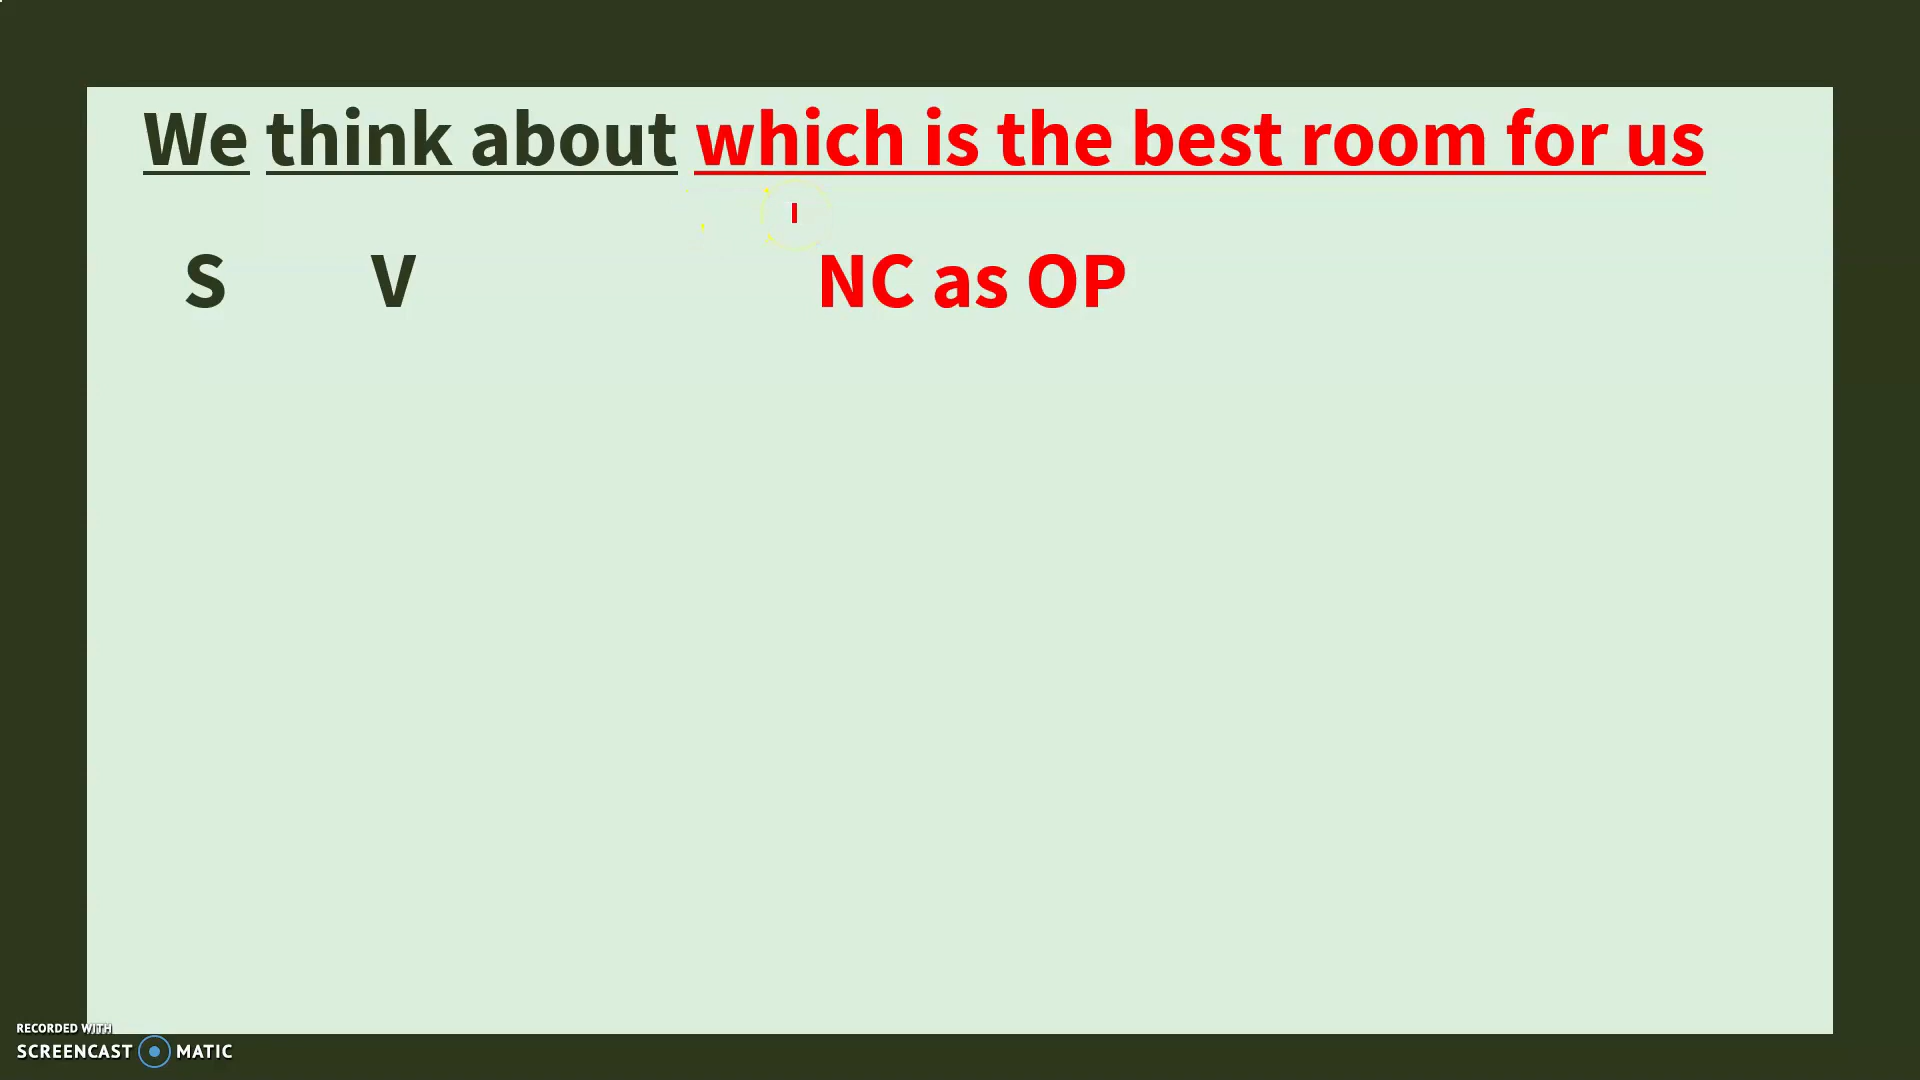 We think about which is the best room for us
S V NC as OP
RECORDED WITH
SCREENCAST MATIC